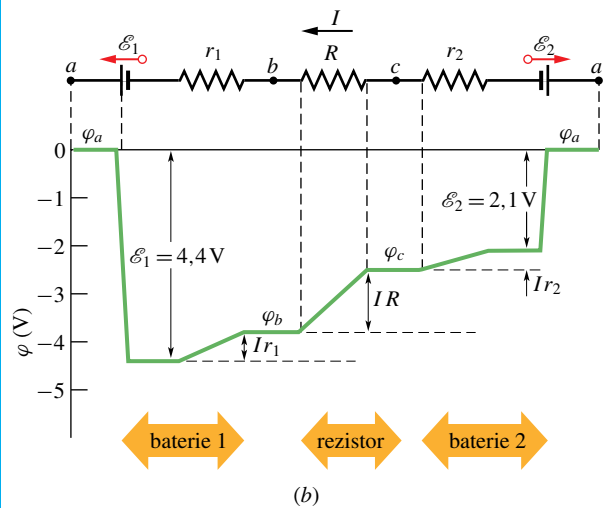 I
ℰ1 r1 R r2 ℰ2
a b c a
φa φa
0
−1
−2
−3
−4
−5
φ (V)
ℰ1 = 4,4 V
ℰ2 = 2,1 V
φc
Ir2
IR
φb
Ir1
baterie 1 rezistor baterie 2
(b)